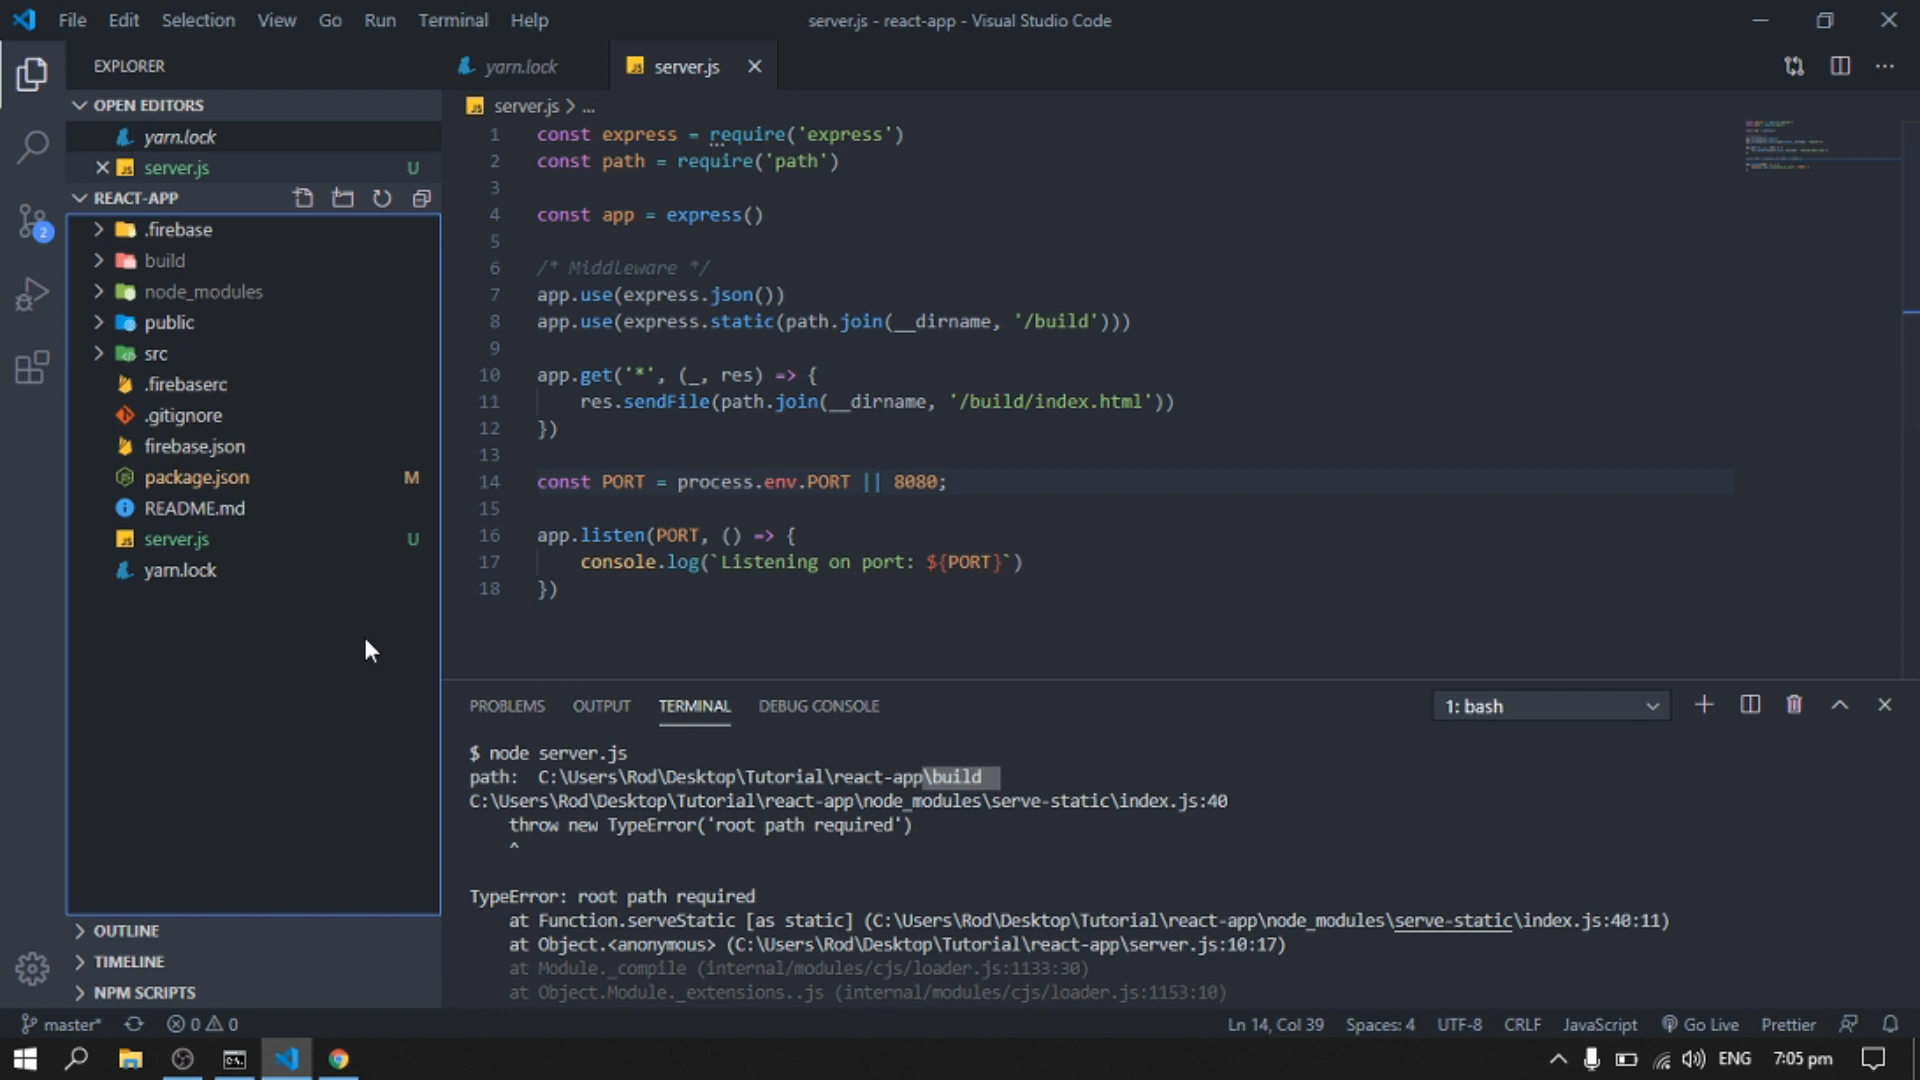 File Edit Selection View Go Run Terminal Help
server.js - react-app - Visual Studio Code
EXPLORER
OPEN EDITORS
yarn.lock
server.js U
REACT-APP
.firebase
build
node_modules
public
src
.firebaserc
.gitignore
firebase.json
package.json M
README.md
server.js U
yarn.lock
OUTLINE
TIMELINE
NPM SCRIPTS
2
yarn.lock
server.js
server.js > ...
1 const express = require('express')
2 const path = require('path')
3
4 const app = express()
5
6 /* Middleware */
7 app.use(express.json())
8 app.use(express.static(path.join(__dirname, '/build')))
9
10 app.get('*', (_, res) => {
11 res.sendFile(path.join(__dirname, '/build/index.html'))
12 })
13
14 const PORT = process.env.PORT || 8080;
15
16 app.listen(PORT, () => {
17 console.log(`Listening on port: ${PORT}`)
18 })
PROBLEMS OUTPUT TERMINAL DEBUG CONSOLE
1: bash
$ node server.js
path: C:\Users\Rod\Desktop\Tutorial\react-app\build
C:\Users\Rod\Desktop\Tutorial\react-app\node_modules\serve-static\index.js:40
throw new TypeError('root path required')
^
TypeError: root path required
at Function.serveStatic [as static] (C:\Users\Rod\Desktop\Tutorial\react-app\node_modules\serve-static\index.js:40:11)
at Object.<anonymous> (C:\Users\Rod\Desktop\Tutorial\react-app\server.js:10:17)
at Module._compile (internal/modules/cjs/loader.js:1133:30)
at Object.Module._extensions..js (internal/modules/cjs/loader.js:1153:10)
master* 0 0
Ln 14, Col 39 Spaces: 4 UTF-8 CRLF JavaScript Go Live Prettier
ENG 7:05 pm